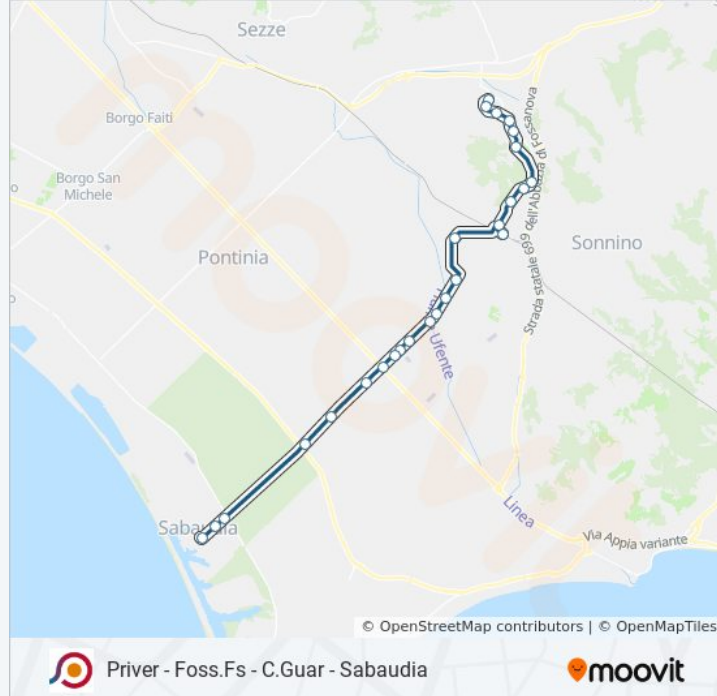 Sezze
Borgo Faiti
Borgo San
Michele
Pontinia
Sonnino
Strada statale 699 dell'Abbazia di Fossanova
Ufente
Sabaudia
Linea
Via Appia variante
© OpenStreetMap contributors | © OpenMapTiles
Priver - Foss.Fs - C.Guar - Sabaudia
moovit